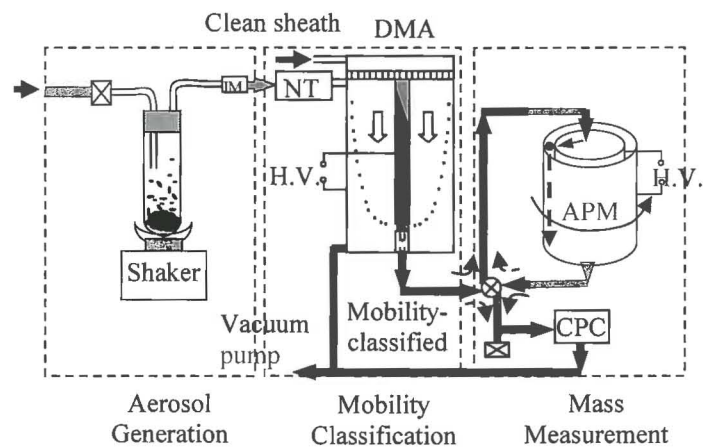 Clean sheath
DMA
IM
NT
H.V.
H.V.
APM
Shaker
Mobility-
classified
Vacuum
pump
CPC
Aerosol
Generation
Mobility
Classification
Mass
Measurement